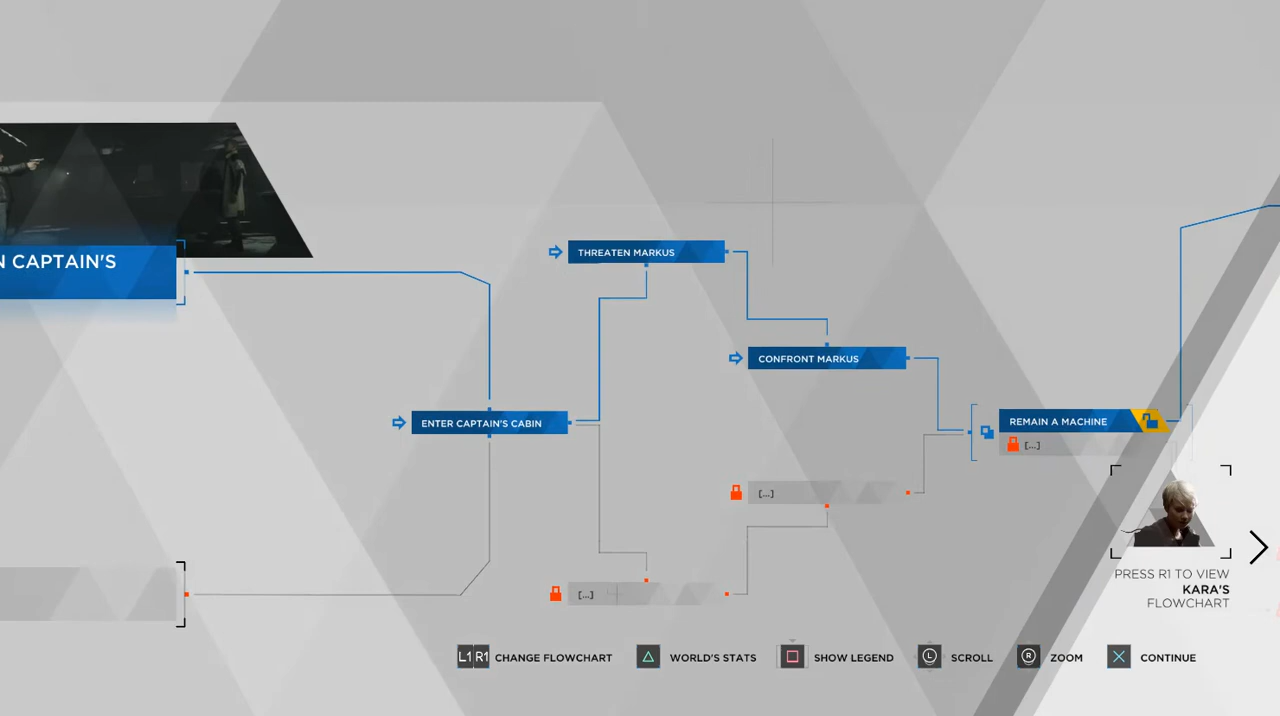 N CAPTAIN'S
THREATEN MARKUS
CONFRONT MARKUS
ENTER CAPTAIN'S CABIN
REMAIN A MACHINE
[...]
[...]
[...]
PRESS R1 TO VIEW
KARA'S
FLOWCHART
L1 R1 CHANGE FLOWCHART
WORLD'S STATS
SHOW LEGEND
L SCROLL
R ZOOM
CONTINUE